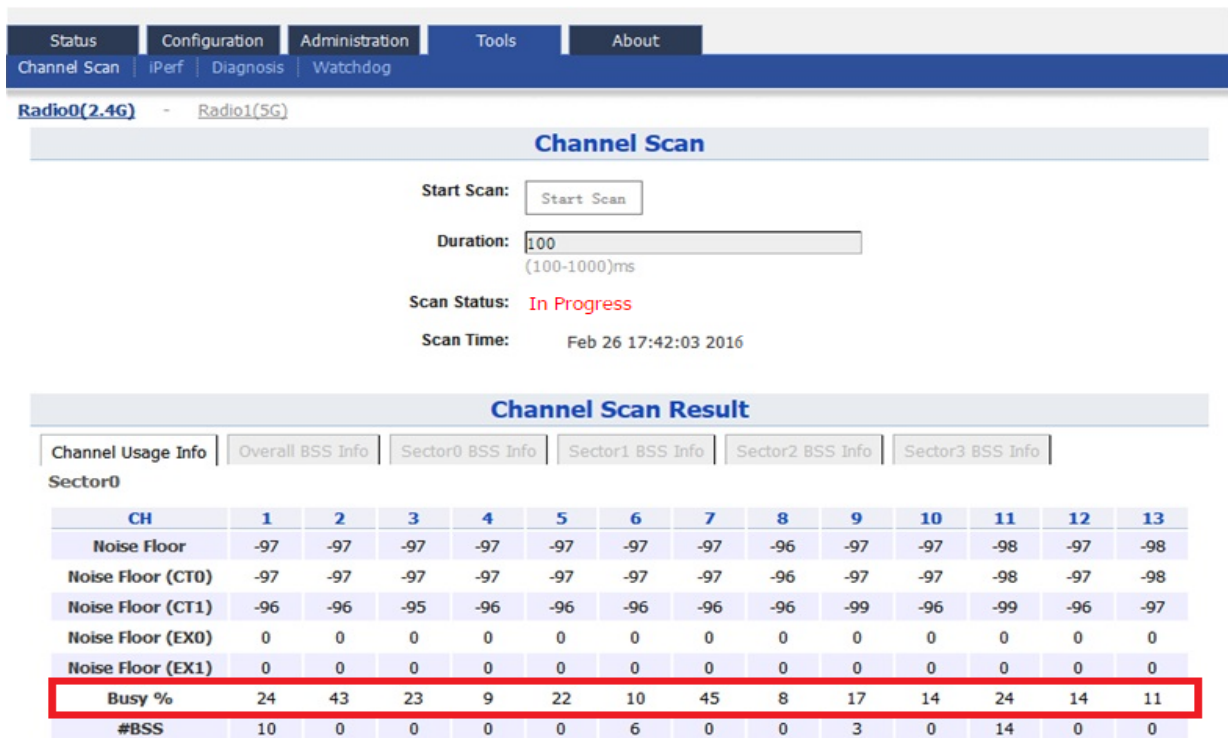 Status Configuration Administration Tools About
Channel Scan iPerf Diagnosis Watchdog
Radio0(2.4G) - Radio1(5G)
Channel Scan
Start Scan: Start Scan
Duration: 100
(100-1000)ms
Scan Status: In Progress
Scan Time: Feb 26 17:42:03 2016
Channel Scan Result
Channel Usage Info Overall BSS Info Sector0 BSS Info Sector1 BSS Info Sector2 BSS Info Sector3 BSS Info
Sector0
CH 1 2 3 4 5 6 7 8 9 10 11 12 13
Noise Floor -97 -97 -97 -97 -97 -97 -97 -96 -97 -97 -98 -97 -98
Noise Floor (CT0) -97 -97 -97 -97 -97 -97 -97 -96 -97 -97 -98 -97 -98
Noise Floor (CT1) -96 -96 -95 -96 -96 -96 -96 -96 -99 -96 -99 -96 -97
Noise Floor (EX0) 0 0 0 0 0 0 0 0 0 0 0 0 0
Noise Floor (EX1) 0 0 0 0 0 0 0 0 0 0 0 0 0
Busy % 24 43 23 9 22 10 45 8 17 14 24 14 11
#BSS 10 0 0 0 0 6 0 0 3 0 14 0 0